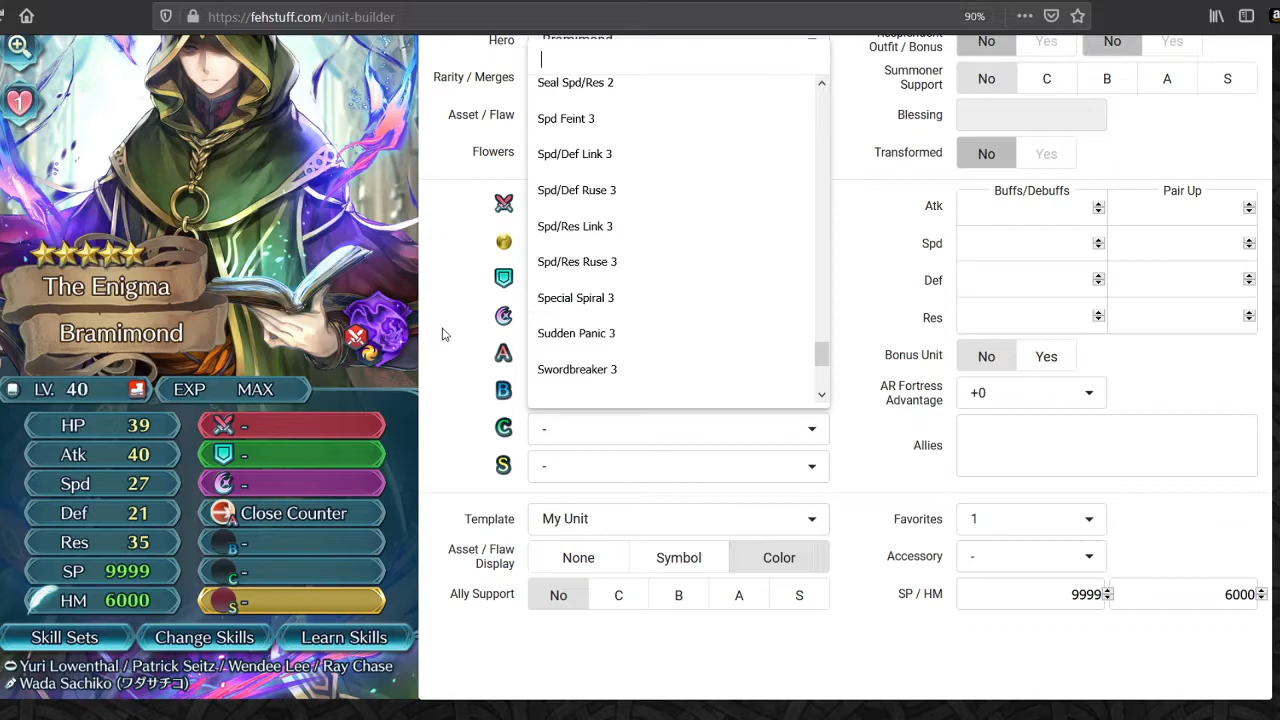 https://fehstuff.com/unit-builder
90%
1
The Enigma
Bramimond
LV. 40
EXP MAX
HP 39
Atk 40
Spd 27
Def 21
Res 35
SP 9999
HM 6000
-
-
-
A Close Counter
B -
C -
S -
Skill Sets
Change Skills
Learn Skills
Yuri Lowenthal / Patrick Seitz / Wendee Lee / Ray Chase
Wada Sachiko (ワダサチコ)
Hero Bramimond
Rarity / Merges
Asset / Flaw
Flowers
Seal Spd/Res 2
Spd Feint 3
Spd/Def Link 3
Spd/Def Ruse 3
Spd/Res Link 3
Spd/Res Ruse 3
Special Spiral 3
Sudden Panic 3
Swordbreaker 3
A
B
C -
S -
Template My Unit
Asset / Flaw
Display
None Symbol Color
Ally Support No C B A S
Respendent
Outfit / Bonus
No Yes No Yes
Summoner
Support
No C B A S
Blessing
Transformed No Yes
Buffs/Debuffs Pair Up
Atk
Spd
Def
Res
Bonus Unit No Yes
AR Fortress
Advantage
+0
Allies
Favorites 1
Accessory -
SP / HM 9999 6000